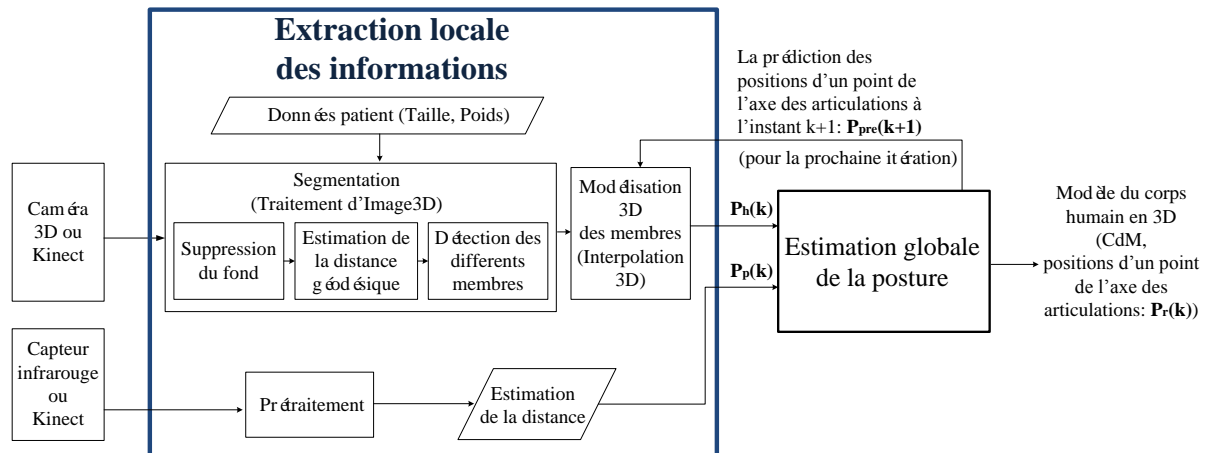 Extraction locale
des informations
Données patient (Taille, Poids)
La prédiction des
positions d'un point de
l'axe des articulations à
l'instant k+1: Ppre(k+1)
(pour la prochaine itération)
Caméra
3D ou
Kinect
Segmentation
(Traitement d'Image3D)
Suppression
du fond
Estimation de
la distance
géodésique
Détection des
differents
membres
Modélisation
3D
des membres
(Interpolation
3D)
Ph(k)
Pp(k)
Estimation globale
de la posture
Modèle du corps
humain en 3D
(CdM,
positions d'un point
de l'axe des
articulations: Pr(k))
Capteur
infrarouge
ou
Kinect
Prétraitement
Estimation
de la distance